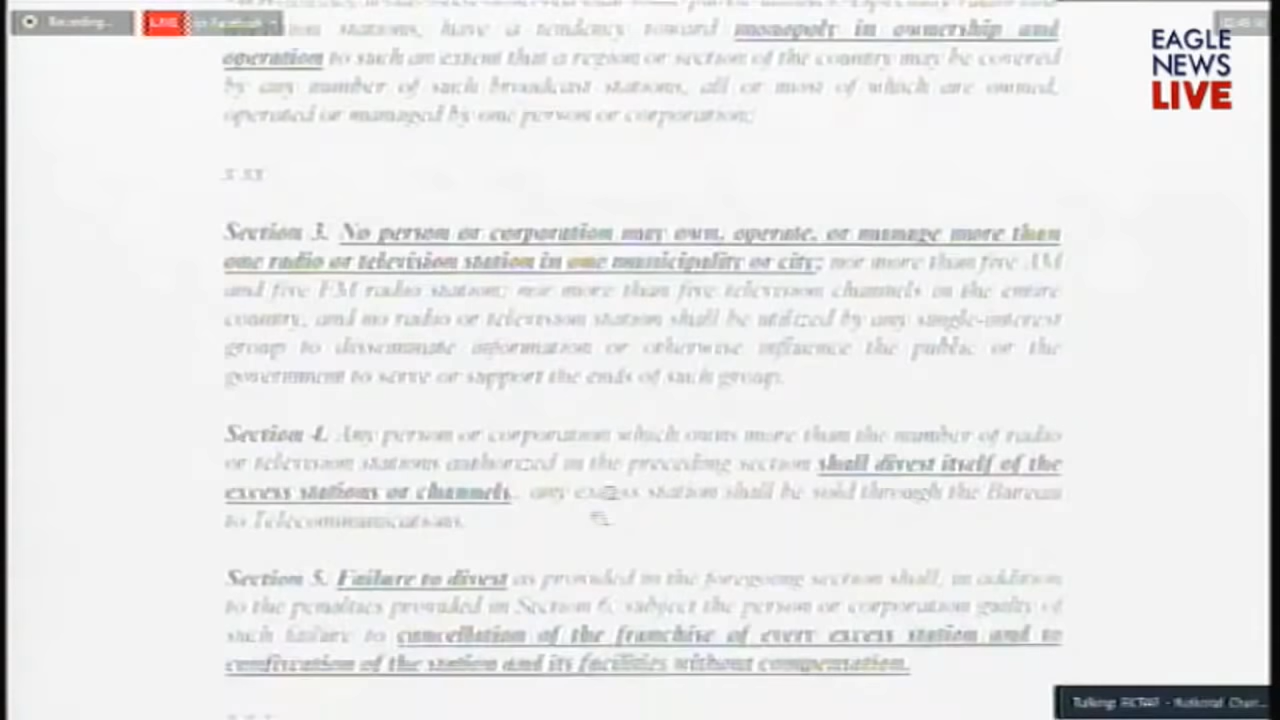 Recording...
LIVE on Facebook
EAGLE
NEWS
LIVE
ion stations, have a tendency toward monopoly in ownership and
operation to such an extent that a region or section of the country may be covered
by any number of such broadcast stations, all or most of which are owned,
operated or managed by one person or corporation;
x xx
Section 3. No person or corporation may own, operate, or manage more than
one radio or television station in one municipality or city; nor more than five AM
and five FM radio station; nor more than five television channels in the entire
country, and no radio or television station shall be utilized by any single-interest
group to disseminate information or otherwise influence the public or the
government to serve or support the ends of such group.
Section 4. Any person or corporation which owns more than the number of radio
or television stations authorized in the preceding section shall divest itself of the
excess stations or channels. any excess station shall be sold through the Bureau
to Telecommunications.
Section 5. Failure to divest as provided in the foregoing section shall, in addition
to the penalties provided in Section 6, subject the person or corporation guilty of
such failure to cancellation of the franchise of every excess station and to
confiscation of the station and its facilities without compensation.
Talking: